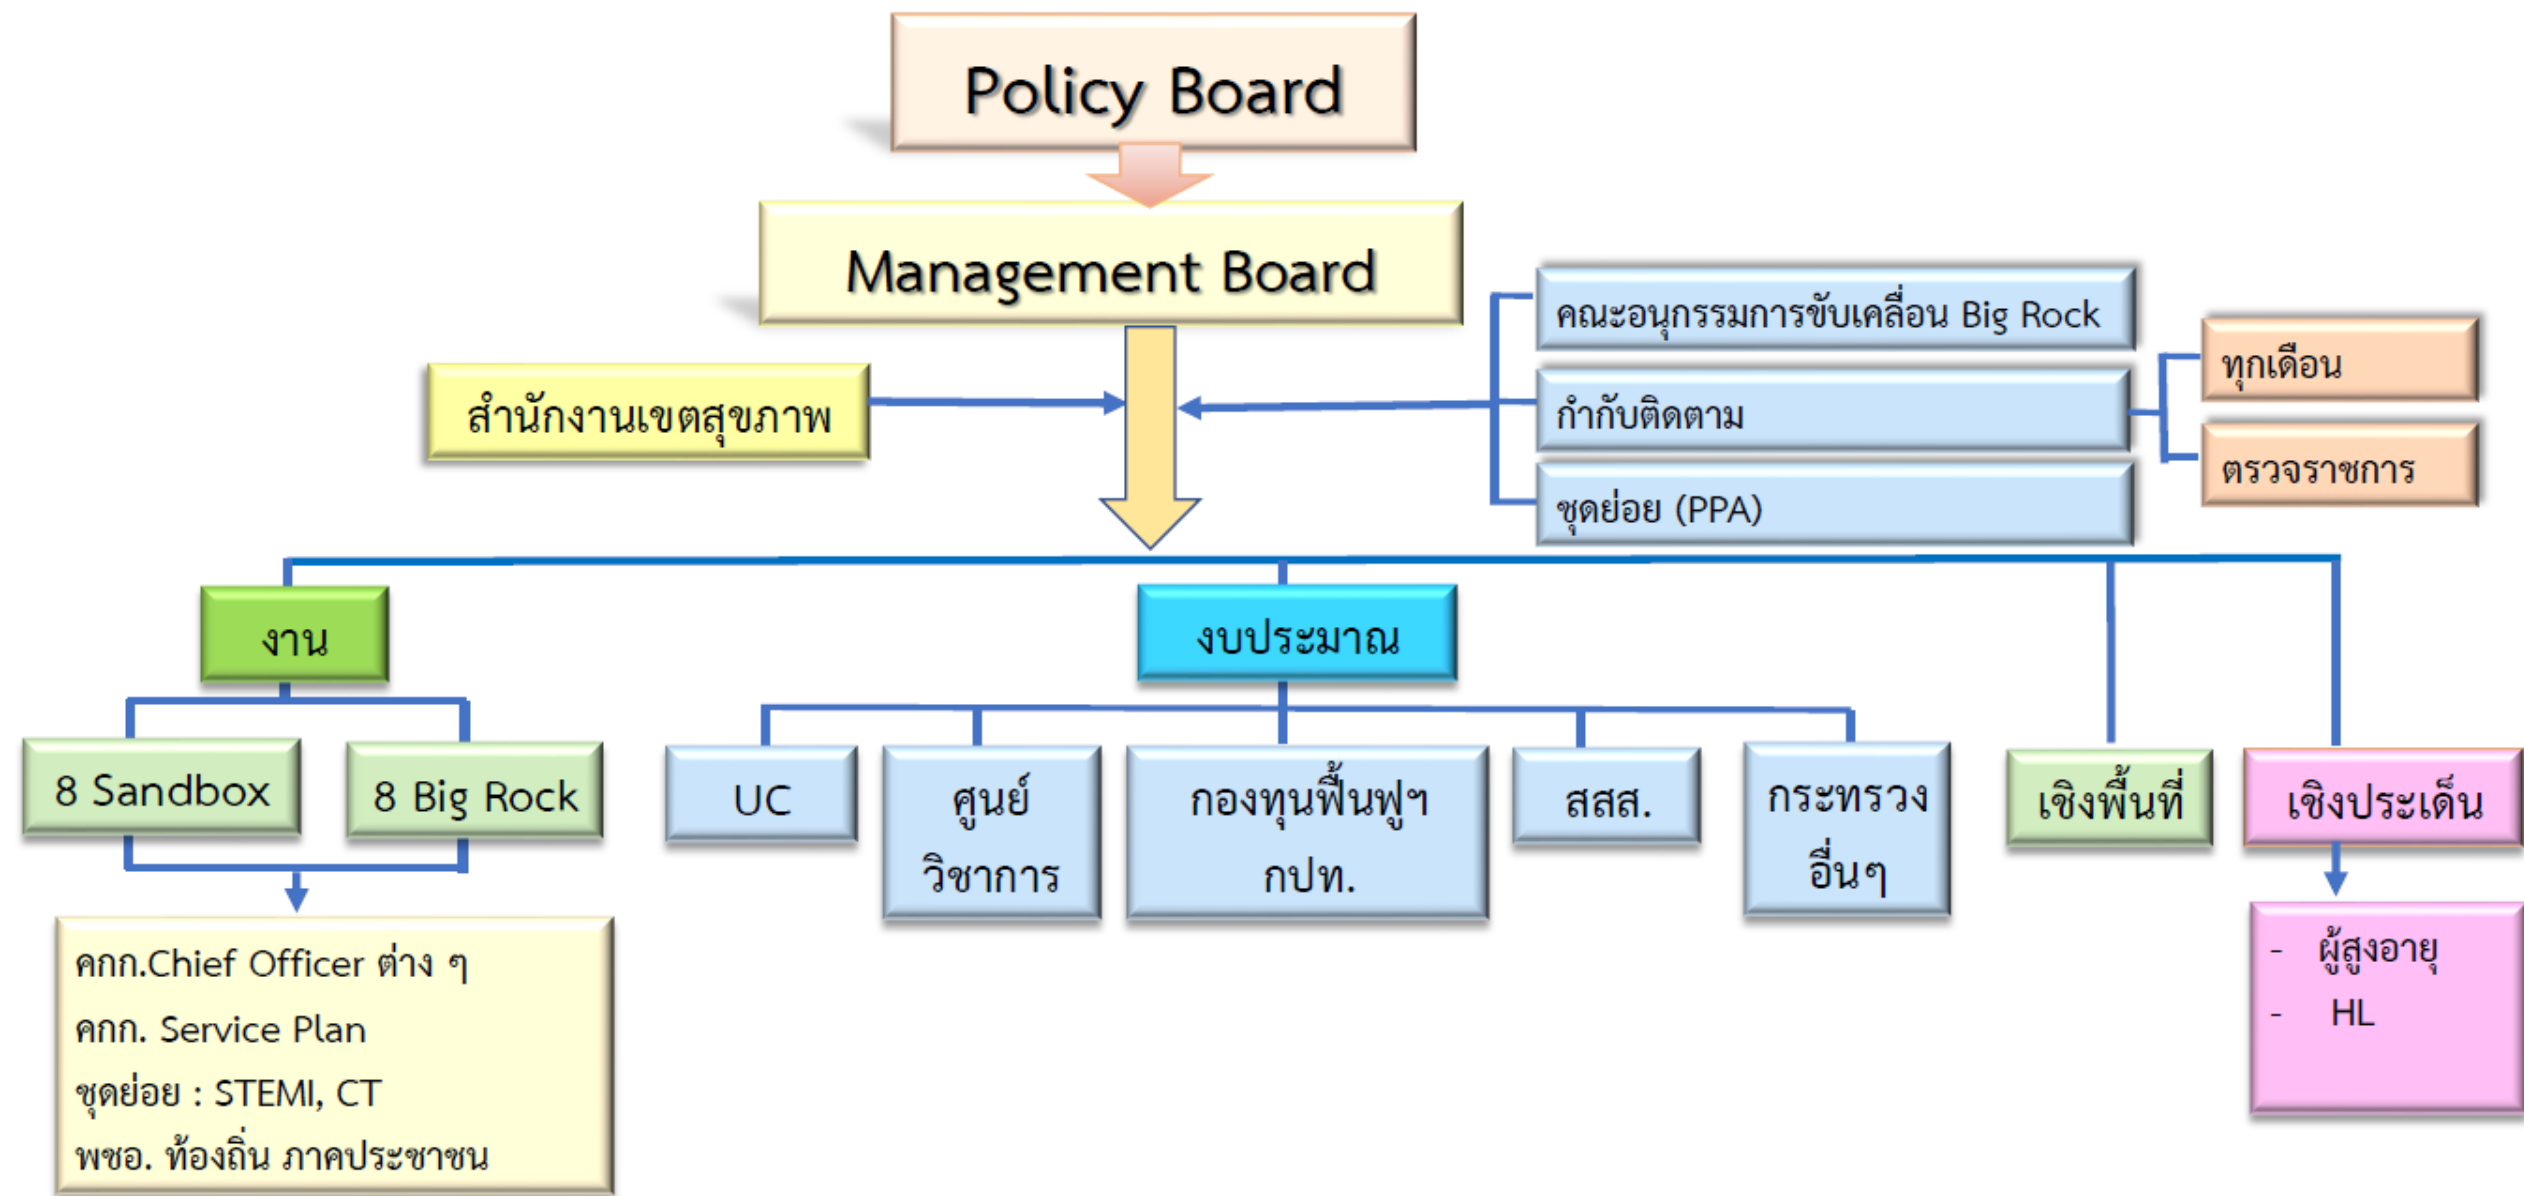 Policy Board
Management Board
สำนักงานเขตสุขภาพ
คณะอนุกรรมการขับเคลื่อน Big Rock
กำกับติดตาม
ชุดย่อย (PPA)
ทุกเดือน
ตรวจราชการ
งาน
งบประมาณ
8 Sandbox
8 Big Rock
UC
ศูนย์
วิชาการ
กองทุนฟื้นฟูฯ
กปท.
สสส.
กระทรวง
อื่นๆ
เชิงพื้นที่
เชิงประเด็น
คกก.Chief Officer ต่าง ๆ
คกก. Service Plan
ชุดย่อย : STEMI, CT
พชอ. ท้องถิ่น ภาคประชาชน
- ผู้สูงอายุ
- HL